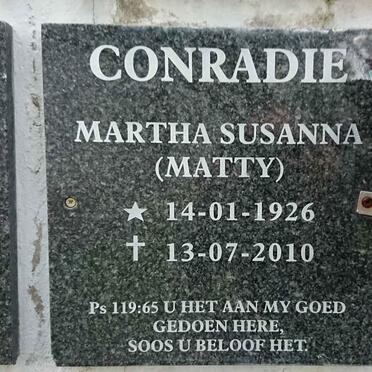 CONRADIE
MARTHA SUSANNA
(MATTY)
★ 14-01-1926
✝ 13-07-2010
Ps 119:65 U HET AAN MY GOED
GEDOEN HERE,
SOOS U BELOOF HET.